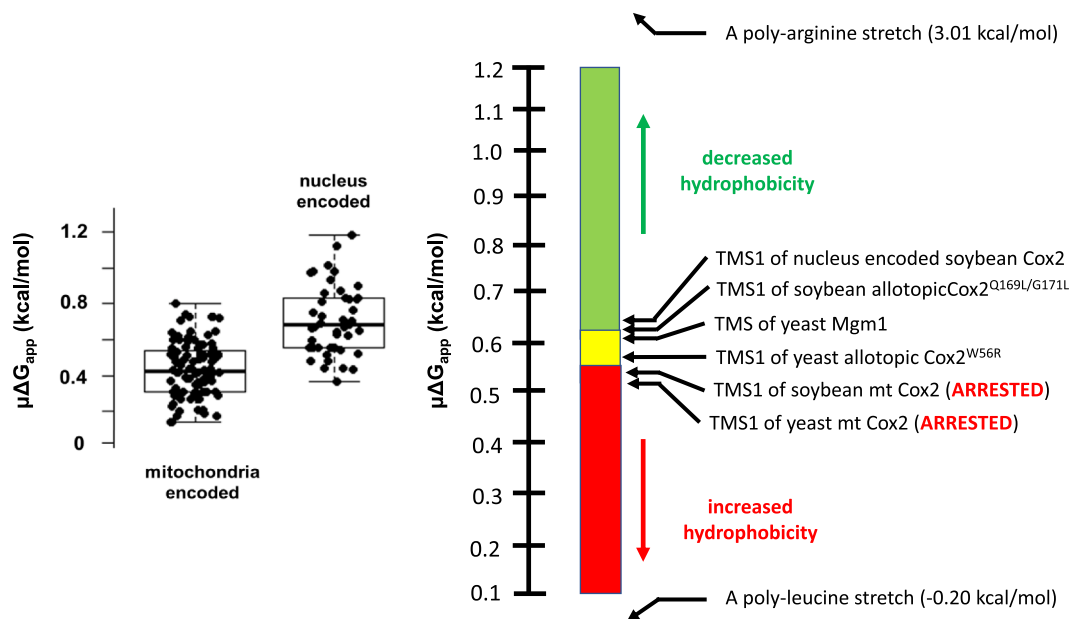 μΔGapp (kcal/mol)
1.2
0.8
0.4
0
mitochondria
encoded
nucleus
encoded
μΔGapp (kcal/mol)
1.2
1.1
1.0
0.9
0.8
0.7
0.6
0.5
0.4
0.3
0.2
0.1
A poly-arginine stretch (3.01 kcal/mol)
decreased
hydrophobicity
TMS1 of nucleus encoded soybean Cox2
TMS1 of soybean allotopicCox2Q169L/G171L
TMS of yeast Mgm1
TMS1 of yeast allotopic Cox2W56R
TMS1 of soybean mt Cox2 (ARRESTED)
TMS1 of yeast mt Cox2 (ARRESTED)
increased
hydrophobicity
A poly-leucine stretch (-0.20 kcal/mol)